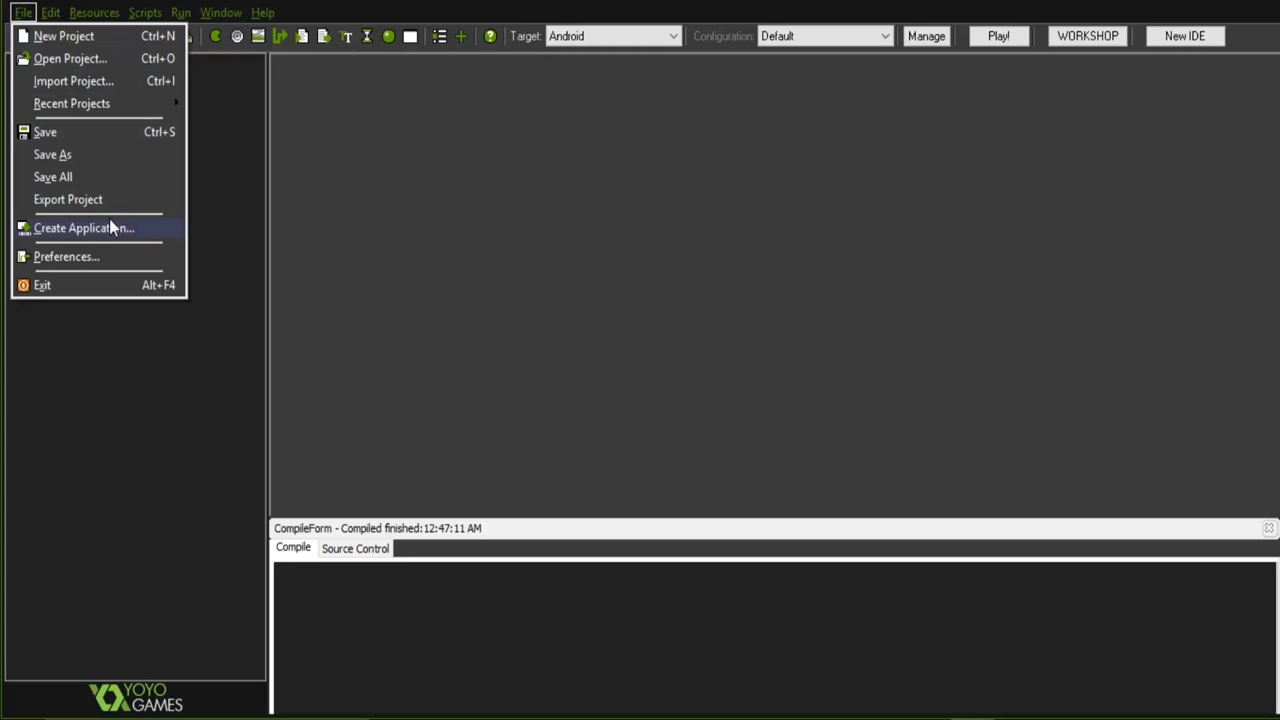 File Edit Resources Scripts Run Window Help
New Project Ctrl+N
Open Project... Ctrl+O
Import Project... Ctrl+I
Recent Projects
Save Ctrl+S
Save As
Save All
Export Project
Create Application...
Preferences...
Exit Alt+F4
Target: Android Configuration: Default Manage Play! WORKSHOP New IDE
CompileForm - Compiled finished:12:47:11 AM
Compile Source Control
YOYO
GAMES